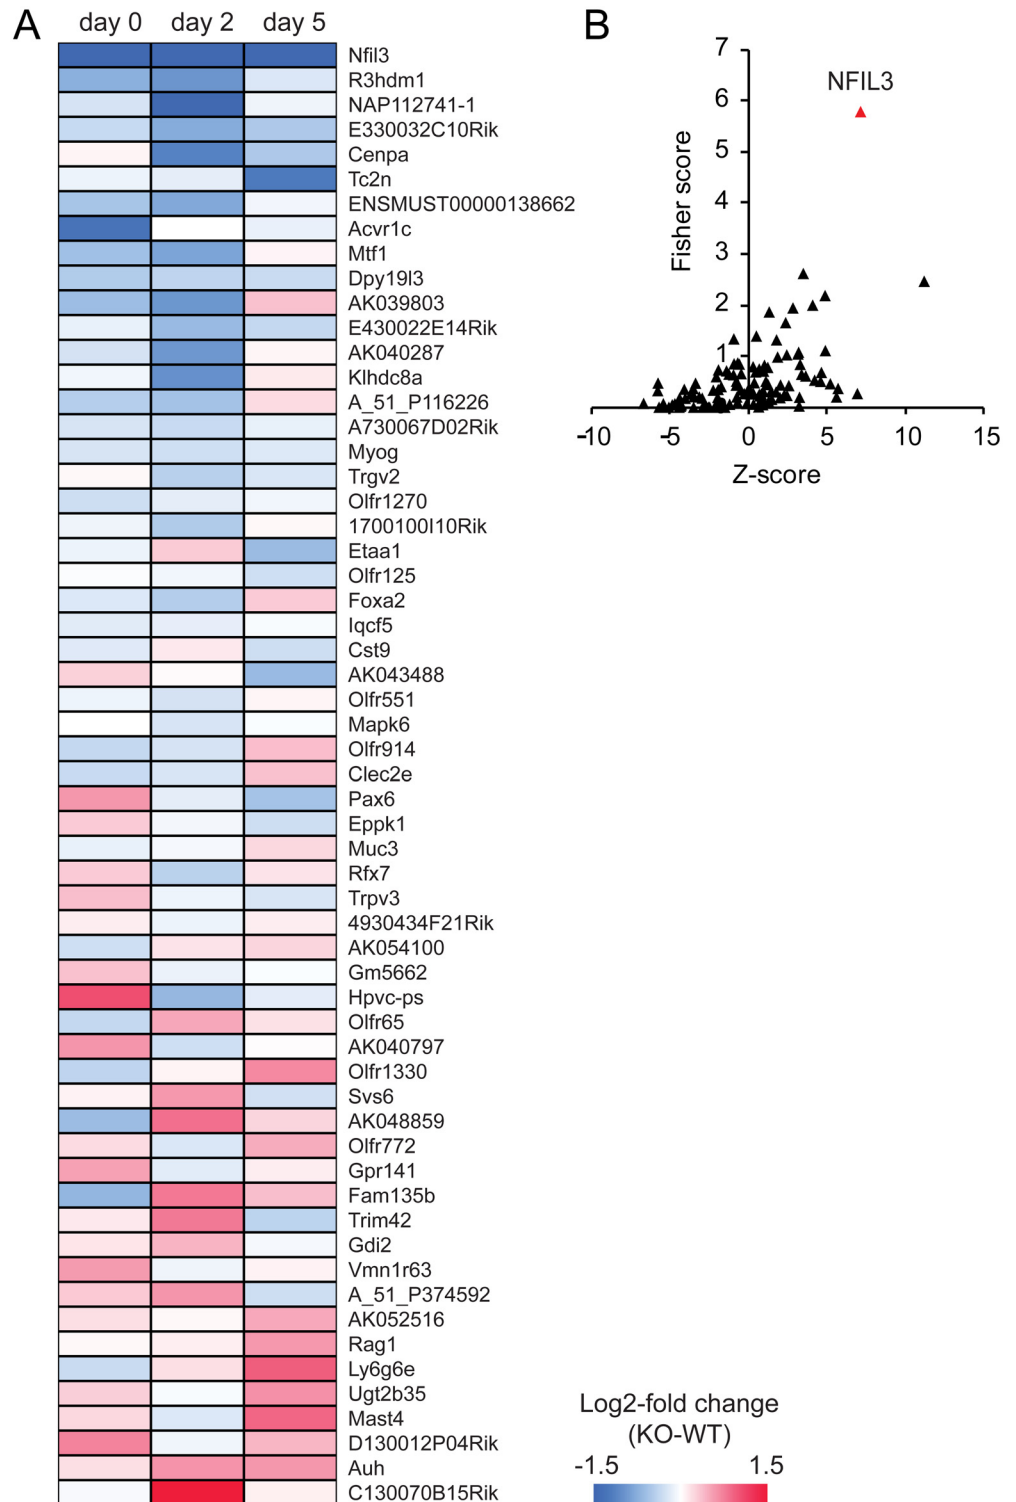 A
day 0 day 2 day 5
Nfil3
R3hdm1
NAP112741-1
E330032C10Rik
Cenpa
Tc2n
ENSMUST00000138662
Acvr1c
Mtf1
Dpy19l3
AK039803
E430022E14Rik
AK040287
Klhdc8a
A_51_P116226
A730067D02Rik
Myog
Trgv2
Olfr1270
1700100I10Rik
Etaa1
Olfr125
Foxa2
Iqcf5
Cst9
AK043488
Olfr551
Mapk6
Olfr914
Clec2e
Pax6
Eppk1
Muc3
Rfx7
Trpv3
4930434F21Rik
AK054100
Gm5662
Hpvc-ps
Olfr65
AK040797
Olfr1330
Svs6
AK048859
Olfr772
Gpr141
Fam135b
Trim42
Gdi2
Vmn1r63
A_51_P374592
AK052516
Rag1
Ly6g6e
Ugt2b35
Mast4
D130012P04Rik
Auh
C130070B15Rik
B
7
6
5
4
3
2
1
Fisher score
NFIL3
-10 -5 0 5 10 15
Z-score
Log2-fold change
(KO-WT)
-1.5 1.5